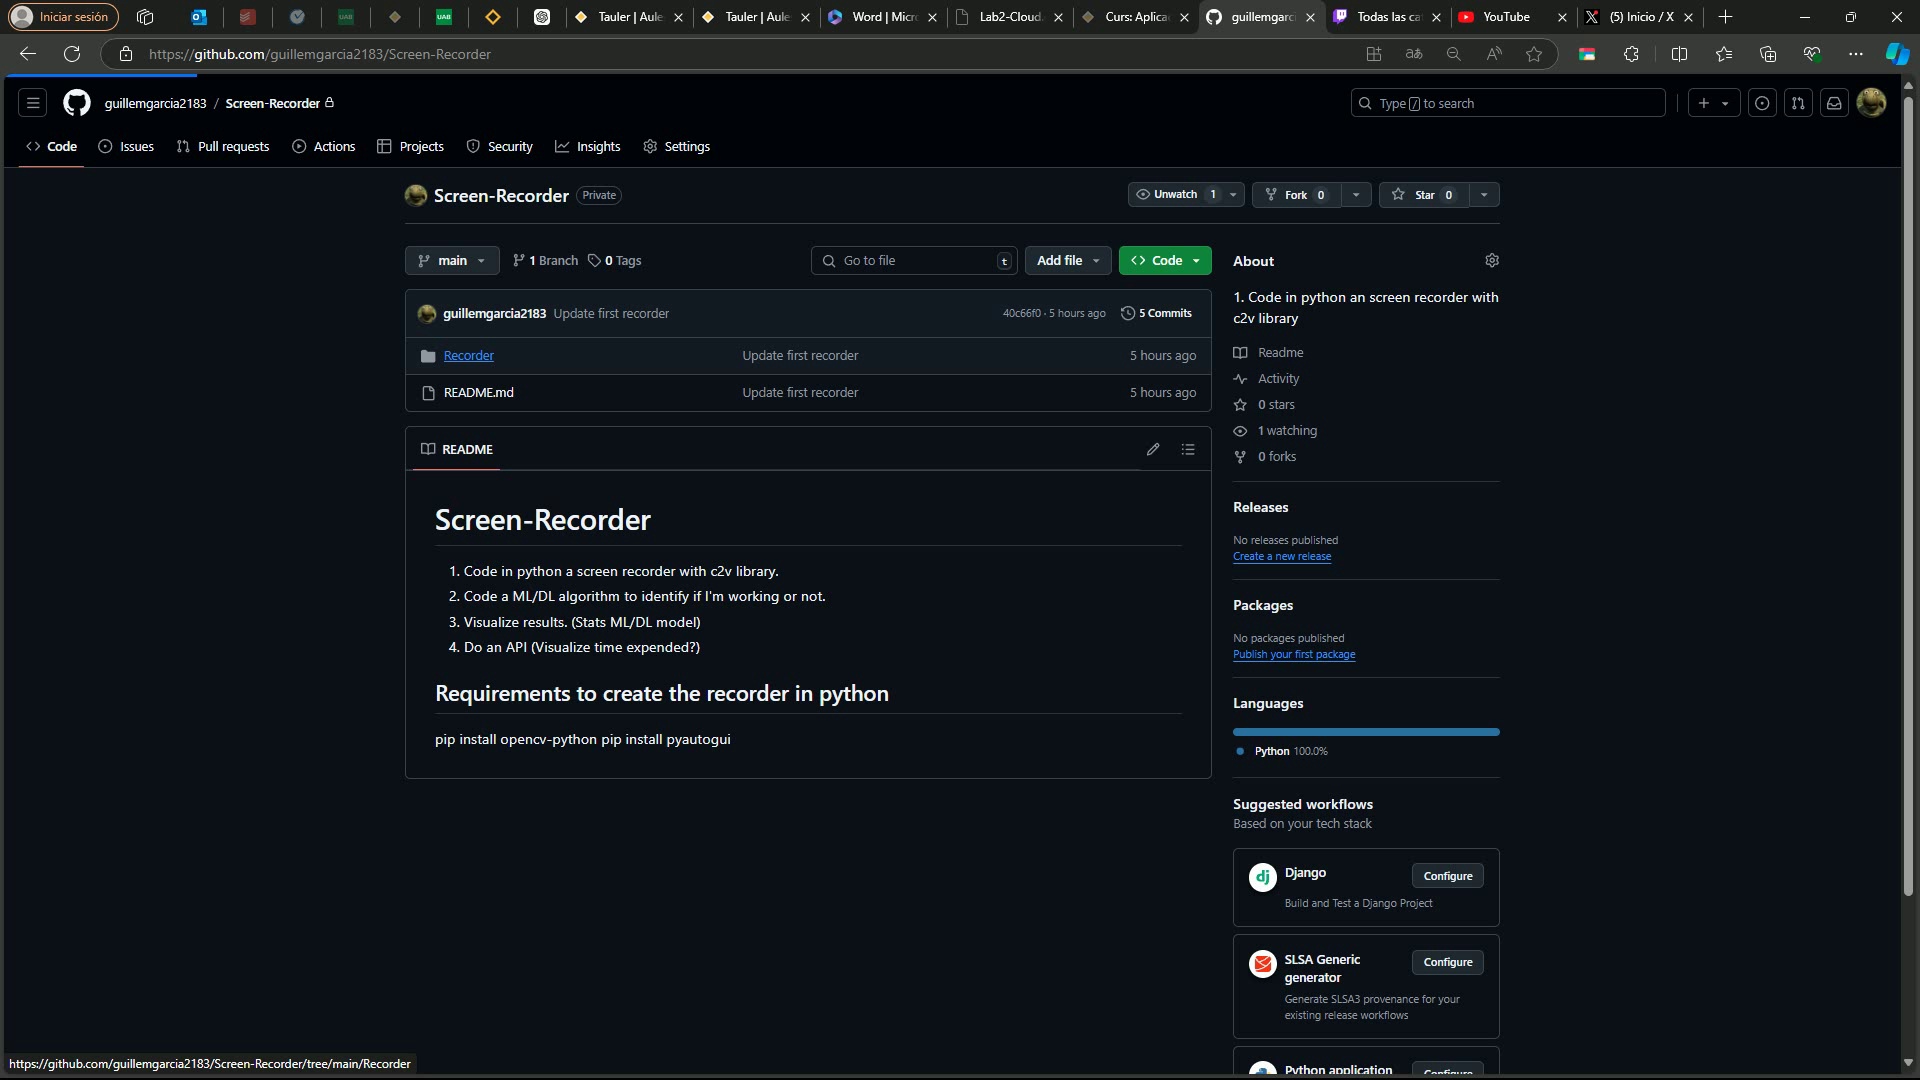 Iniciar sesión
Tauler | Aule
Tauler | Aule
Word | Micr
Lab2-Cloud.
Curs: Aplica
guillemgarci
Todas las ca
YouTube
(5) Inicio / X
https://github.com/guillemgarcia2183/Screen-Recorder
guillemgarcia2183 / Screen-Recorder
Type / to search
Code
Issues
Pull requests
Actions
Projects
Security
Insights
Settings
Screen-Recorder Private
Unwatch 1
Fork 0
Star 0
main
1 Branch
0 Tags
Go to file t
Add file
Code
guillemgarcia2183 Update first recorder 40c66f0 · 5 hours ago 5 Commits
Recorder Update first recorder 5 hours ago
README.md Update first recorder 5 hours ago
README
Screen-Recorder
1. Code in python a screen recorder with c2v library.
2. Code a ML/DL algorithm to identify if I'm working or not.
3. Visualize results. (Stats ML/DL model)
4. Do an API (Visualize time expended?)
Requirements to create the recorder in python
pip install opencv-python pip install pyautogui
About
1. Code in python an screen recorder with
c2v library
Readme
Activity
0 stars
1 watching
0 forks
Releases
No releases published
Create a new release
Packages
No packages published
Publish your first package
Languages
Python 100.0%
Suggested workflows
Based on your tech stack
dj
Django
Configure
Build and Test a Django Project
SLSA Generic
generator
Configure
Generate SLSA3 provenance for your
existing release workflows
Python application
Configure
https://github.com/guillemgarcia2183/Screen-Recorder/tree/main/Recorder